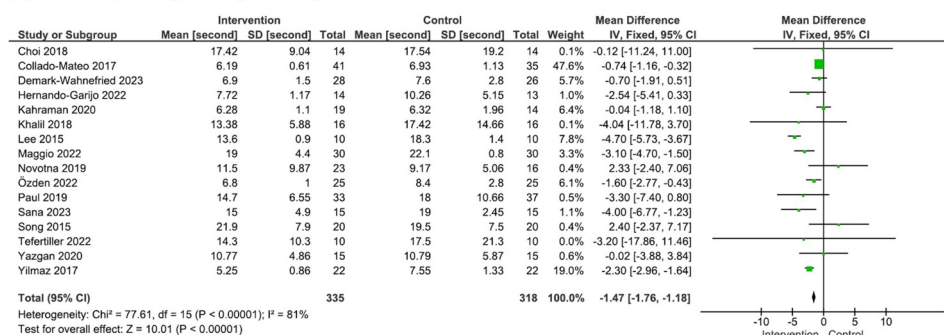 Intervention Control Mean Difference Mean Difference
Study or Subgroup Mean [second] SD [second] Total Mean [second] SD [second] Total Weight IV, Fixed, 95% CI IV, Fixed, 95% CI
Choi 2018 17.42 9.04 14 17.54 19.2 14 0.1% -0.12 [-11.24, 11.00]
Collado-Mateo 2017 6.19 0.61 41 6.93 1.13 35 47.6% -0.74 [-1.16, -0.32]
Demark-Wahnefried 2023 6.9 1.5 28 7.6 2.8 26 5.6% -0.70 [-1.91, 0.51]
Hernando-Garijo 2022 7.72 1.17 14 10.26 5.15 13 1.0% -2.54 [-5.41, 0.33]
Kahraman 2020 6.28 1.1 19 6.32 1.96 14 6.4% -0.04 [-1.18, 1.10]
Khalil 2018 13.38 5.88 16 17.42 14.66 16 0.1% -4.04 [-11.78, 3.70]
Lee 2015 13.6 0.9 10 18.3 1.4 10 7.8% -4.70 [-5.73, -3.67]
Maggio 2022 19 4.4 30 22.1 0.8 30 3.3% -3.10 [-4.70, -1.50]
Novotna 2019 11.5 9.87 23 9.17 5.06 16 0.4% 2.33 [-2.40, 7.06]
Özden 2022 6.8 1 25 8.4 2.8 25 6.1% -1.60 [-2.77, -0.43]
Paul 2019 14.7 6.55 33 18 10.66 37 0.5% -3.30 [-7.40, 0.80]
Sana 2023 15 4.9 15 19 2.45 15 1.1% -4.00 [-6.77, -1.23]
Song 2015 21.9 7.9 20 19.5 7.5 20 0.4% 2.40 [-2.37, 7.17]
Tefertiller 2022 14.3 10.3 10 17.5 21.3 10 0.0% -3.20 [-17.86, 11.46]
Yazgan 2020 10.77 4.86 15 10.79 5.87 15 0.6% -0.02 [-3.88, 3.84]
Yilmaz 2017 5.25 0.86 22 7.55 1.33 22 19.0% -2.30 [-2.96, -1.64]
Total (95% CI) 335 318 100.0% -1.47 [-1.76, -1.18]
Heterogeneity: Chi² = 77.61, df = 15 (P < 0.00001); I² = 81%
Test for overall effect: Z = 10.01 (P < 0.00001)
-10 -5 0 5 10
Intervention Control